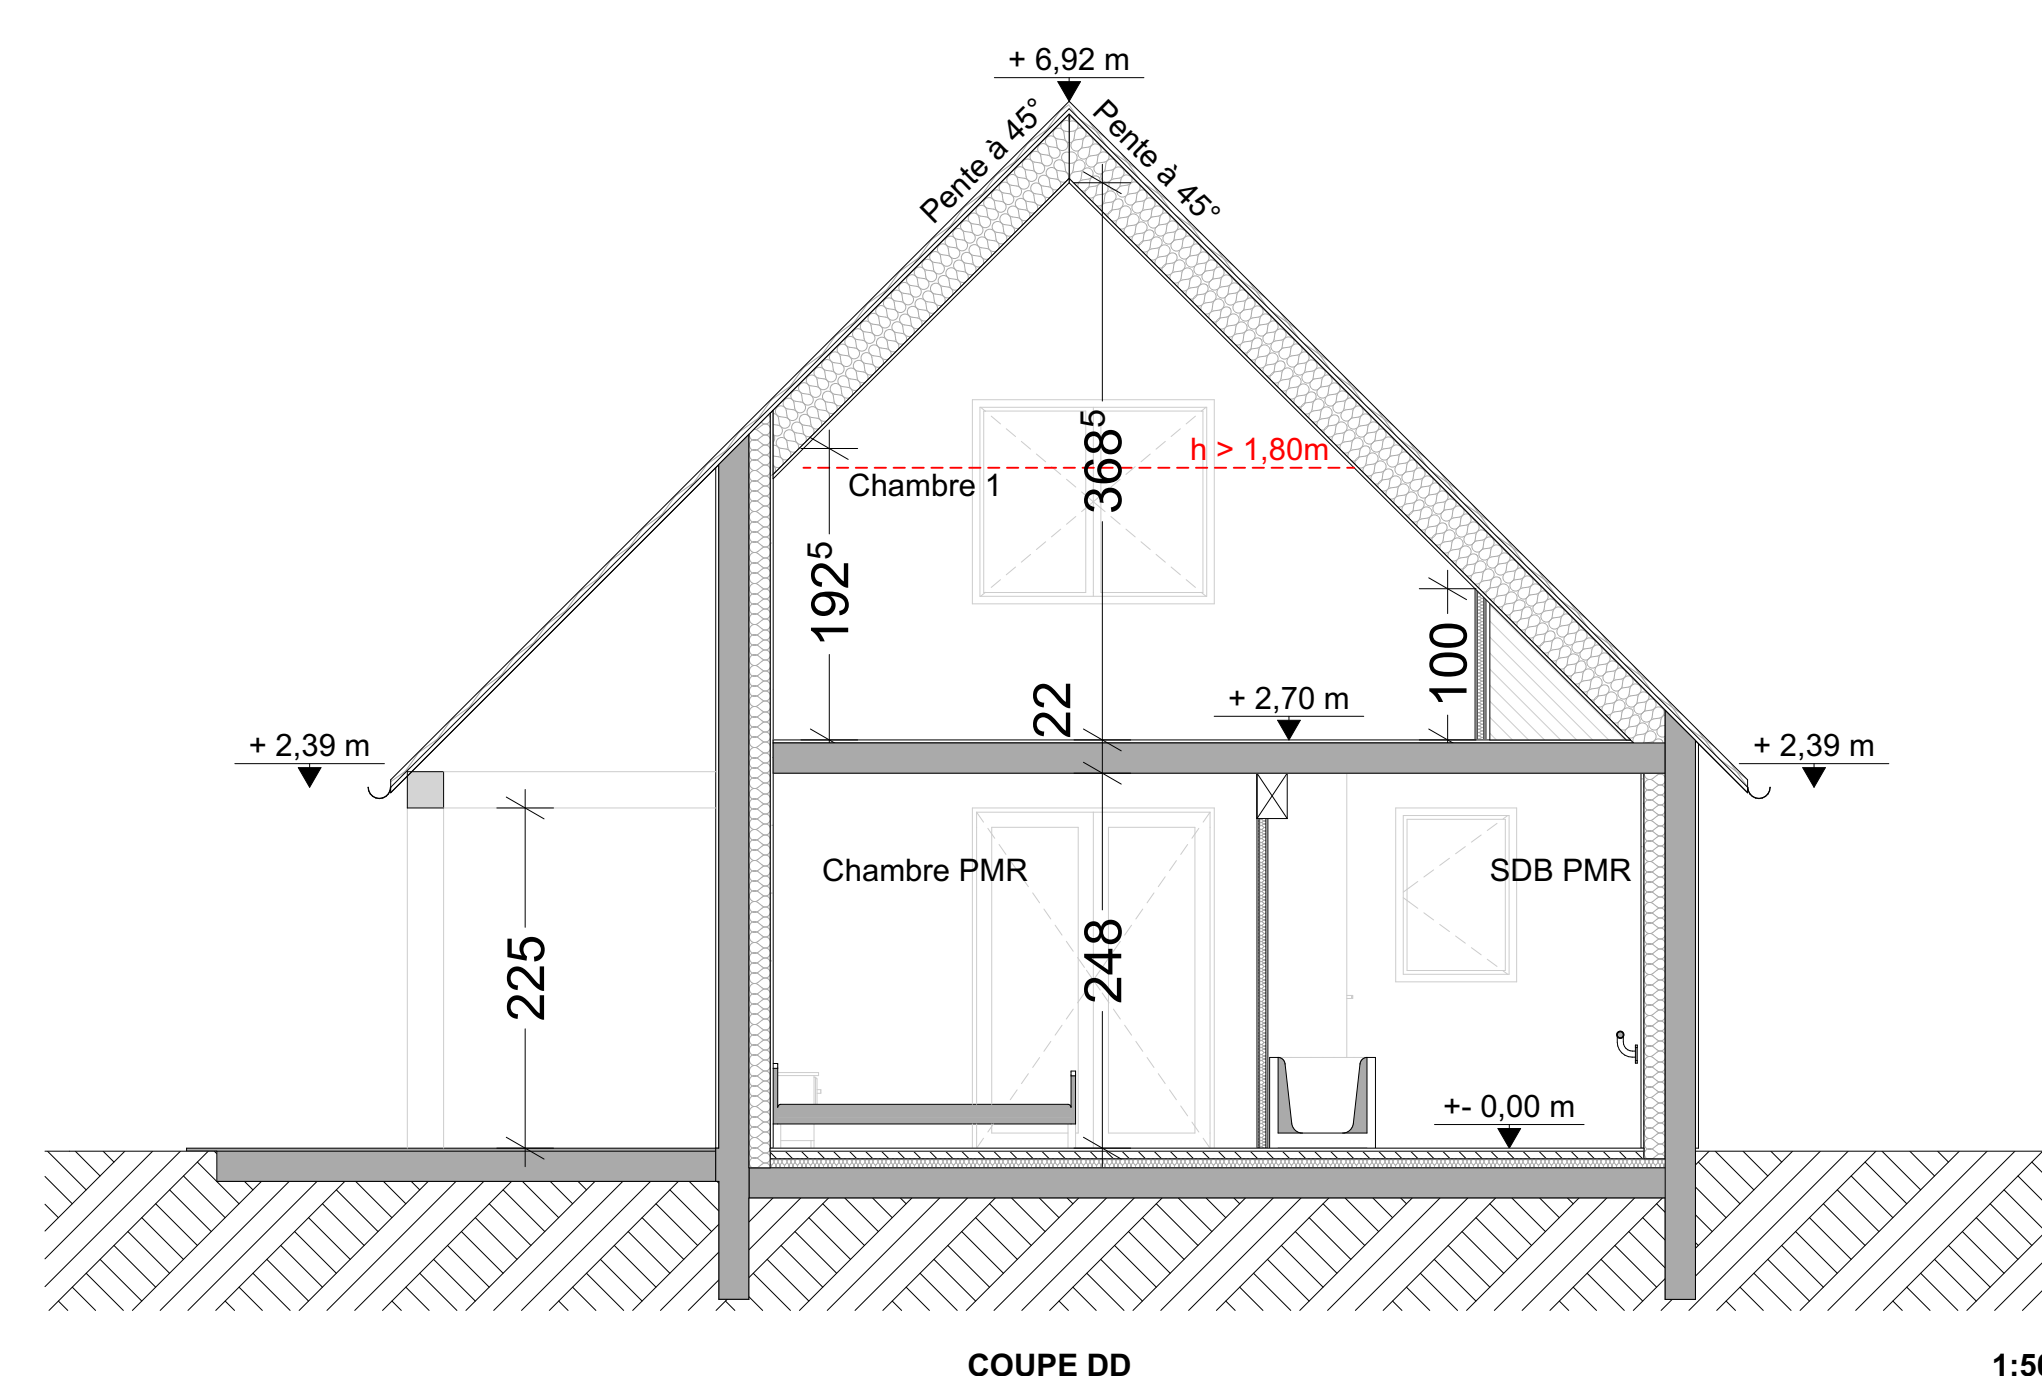 + 6,92 m
Pente à 45°
Pente à 45°
h > 1,80m
Chambre 1
368⁵
192⁵
100
22
+ 2,70 m
+ 2,39 m
+ 2,39 m
Chambre PMR
SDB PMR
225
248
+- 0,00 m
COUPE DD